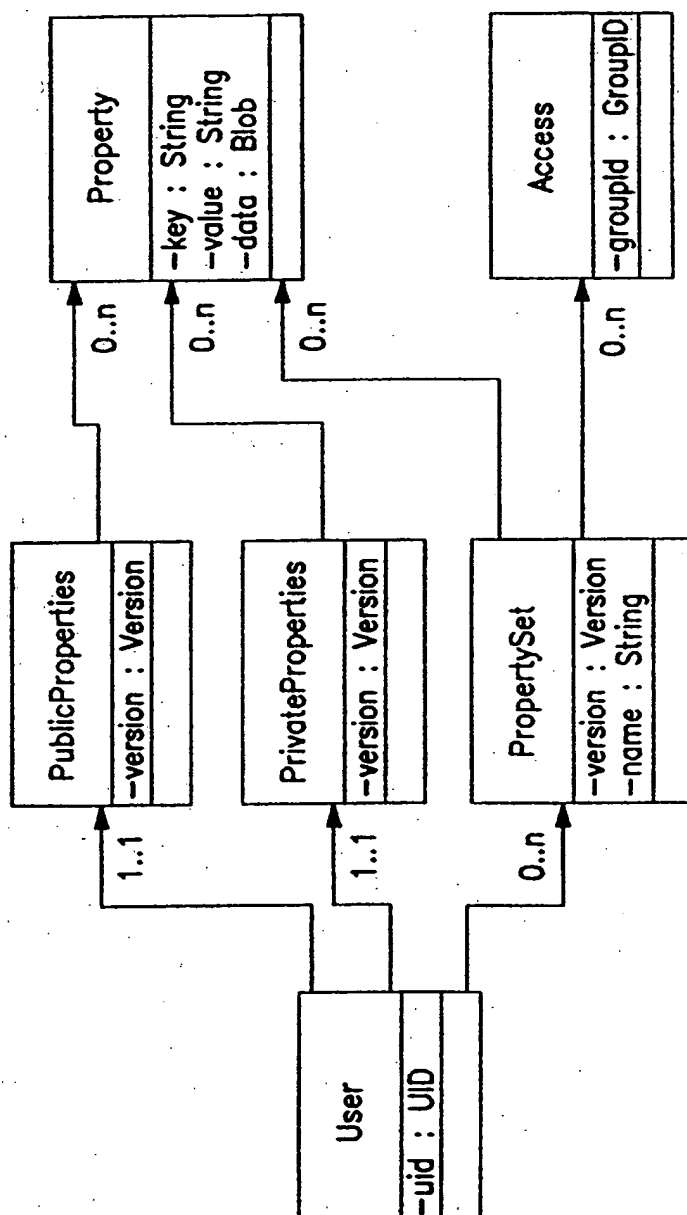 User
-uid : UID
1..1
1..1
0..n
PublicProperties
-version : Version
PrivateProperties
-version : Version
PropertySet
-version : Version
-name : String
0..n
0..n
0..n
0..n
Property
-key : String
-value : String
-data : Blob
Access
-groupId : GroupID